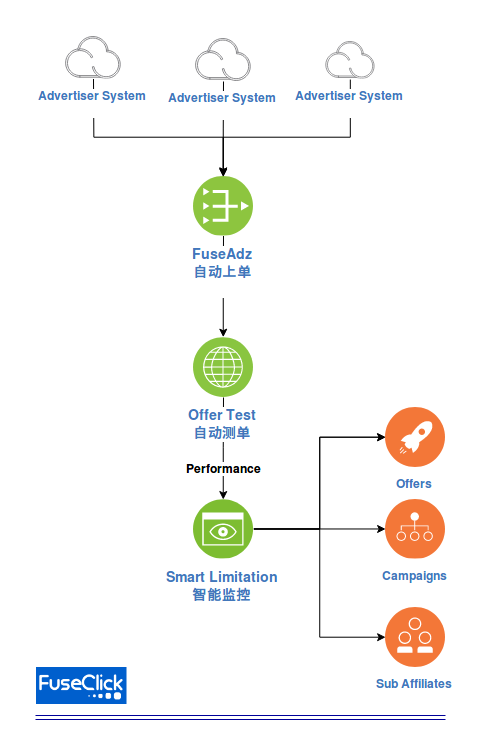 Advertiser System
Advertiser System
Advertiser System
FuseAdz
自动上单
Offer Test
自动测单
Performance
Offers
Smart Limitation
智能监控
Campaigns
Sub Affiliates
FuseClick